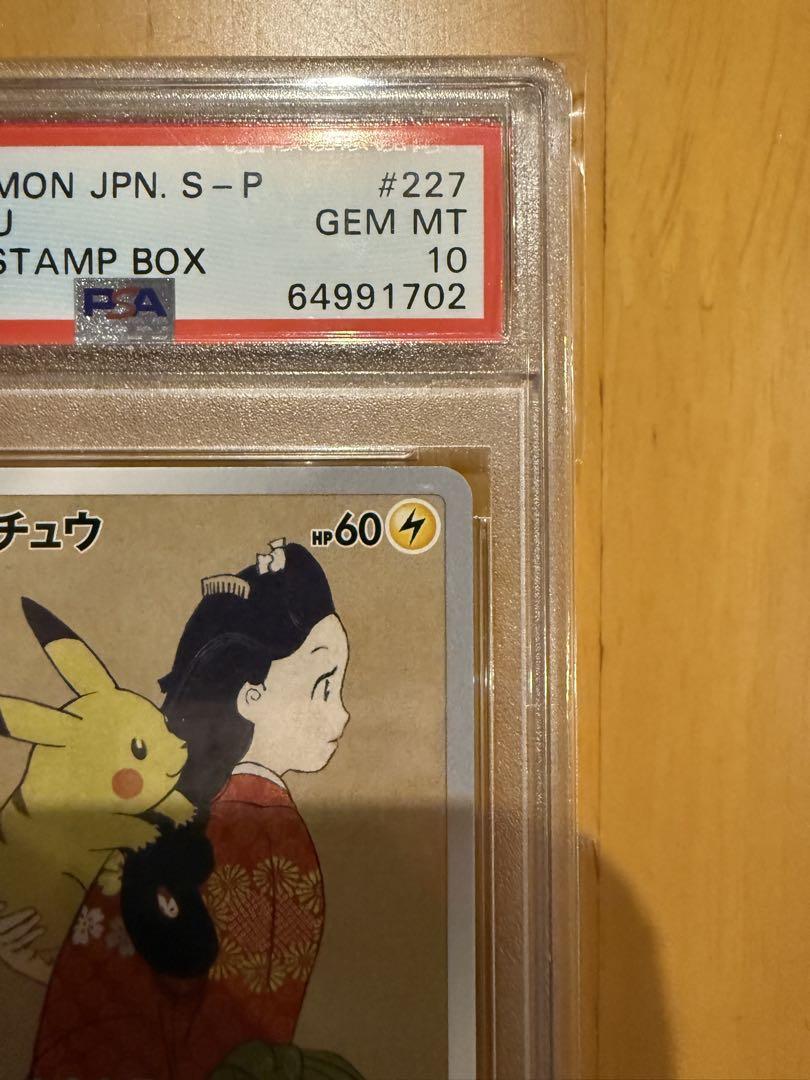 MON JPN. S-P #227
U GEM MT
STAMP BOX 10
PSA 64991702
チュウ HP60